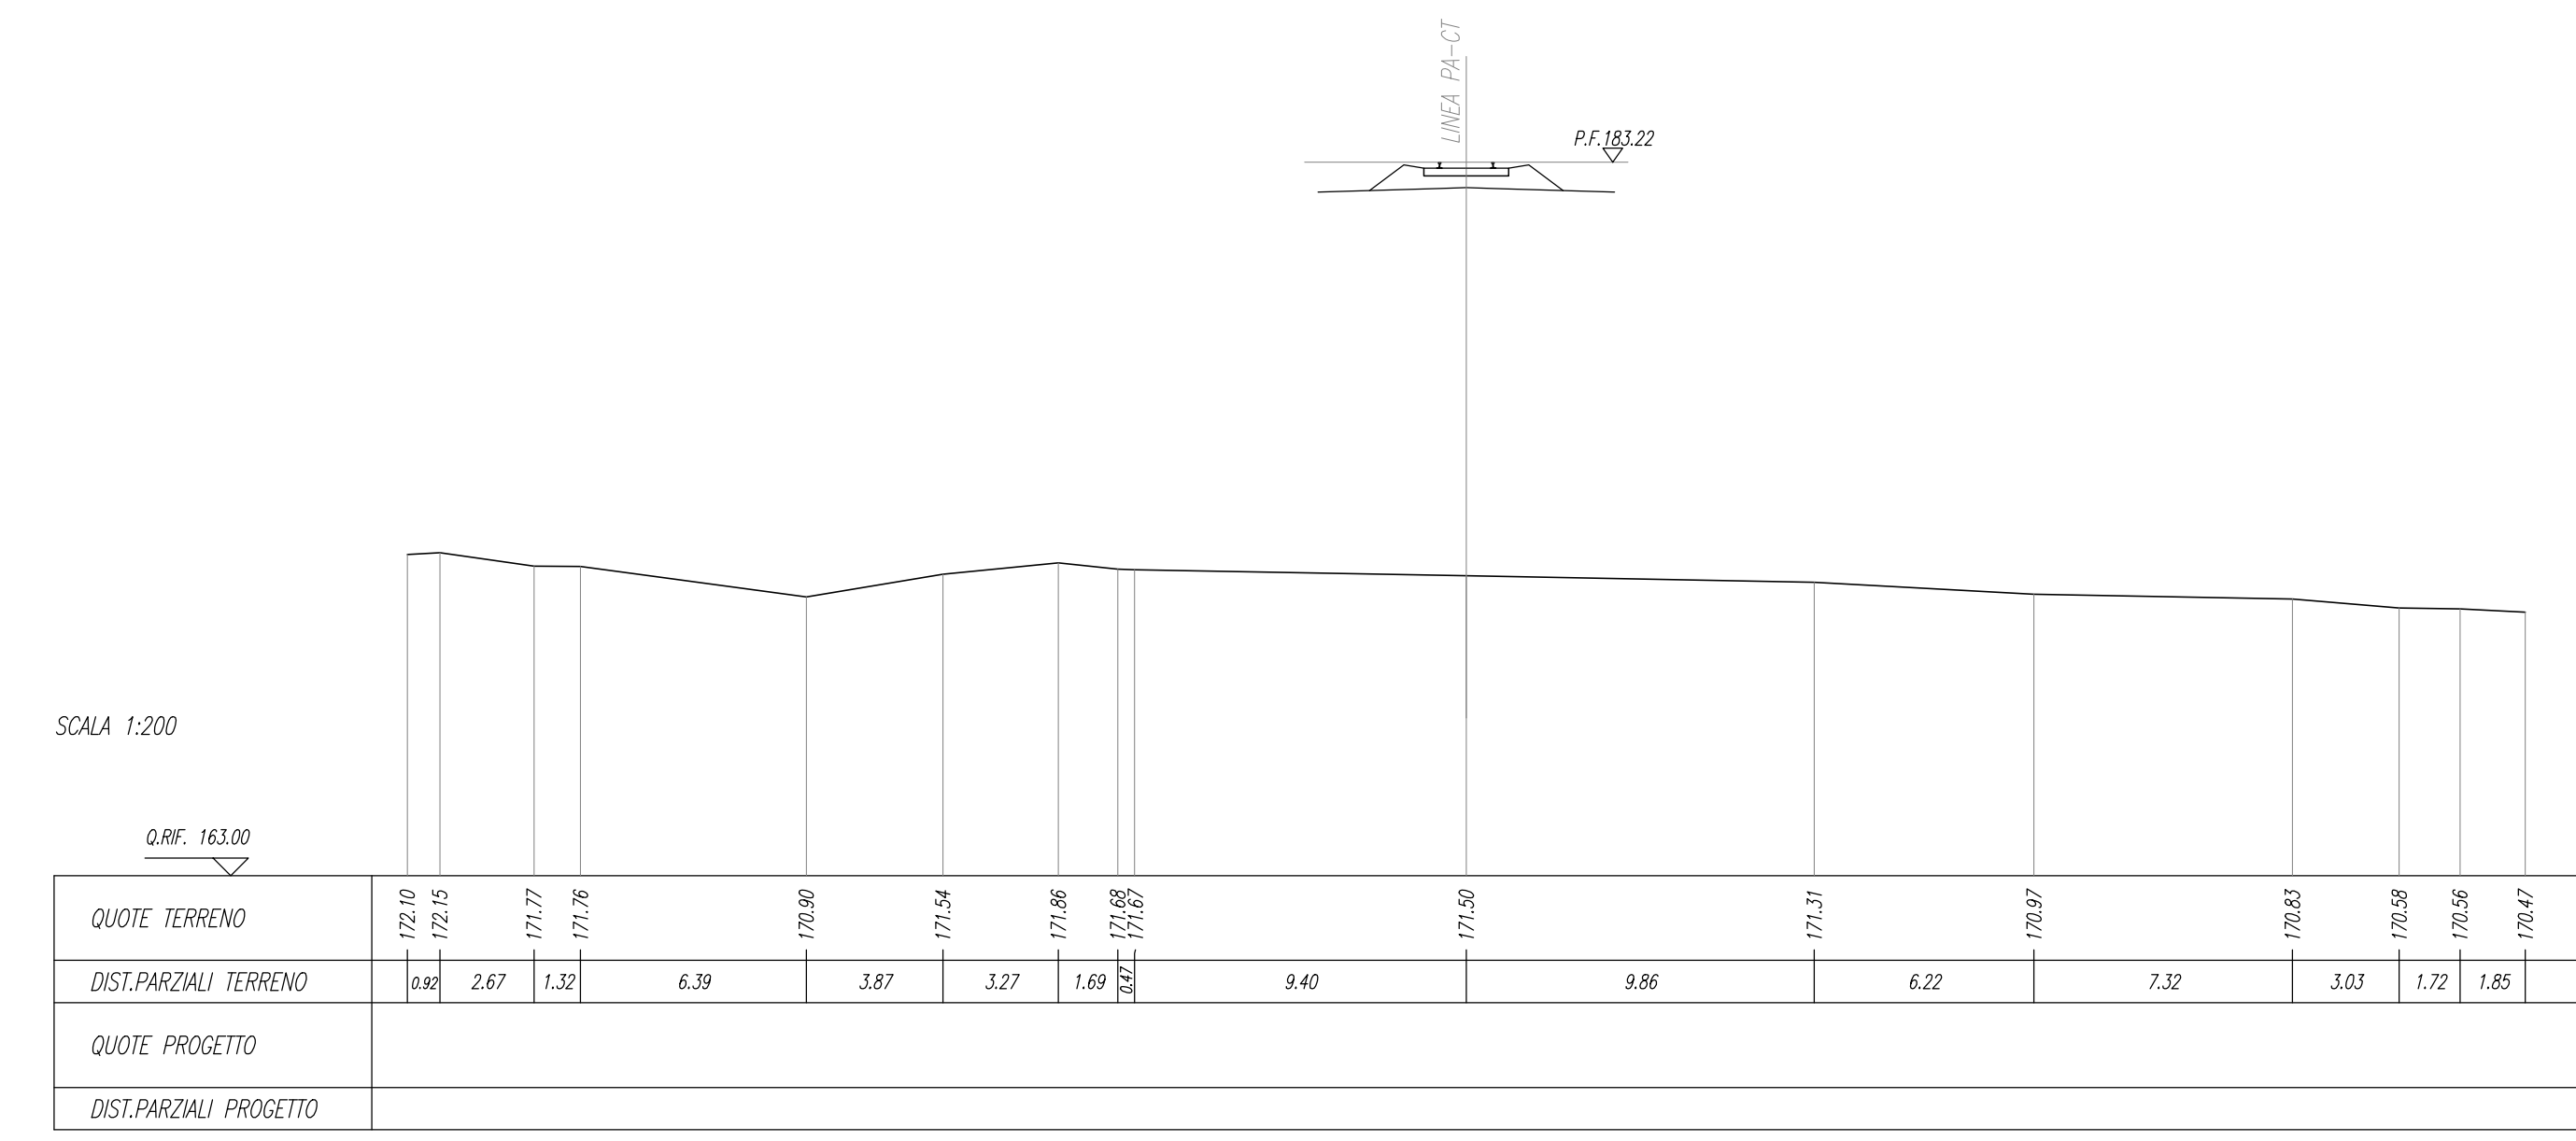 LINEA PA-CT
P.F.183.22
SCALA 1:200
Q.RIF. 163.00
QUOTE TERRENO 172.10 172.15 171.77 171.76 170.90 171.54 171.86 171.68 171.67 171.50 171.31 170.97 170.83 170.58 170.56 170.47
DIST.PARZIALI TERRENO 0.92 2.67 1.32 6.39 3.87 3.27 1.69 0.47 9.40 9.86 6.22 7.32 3.03 1.72 1.85
QUOTE PROGETTO
DIST.PARZIALI PROGETTO